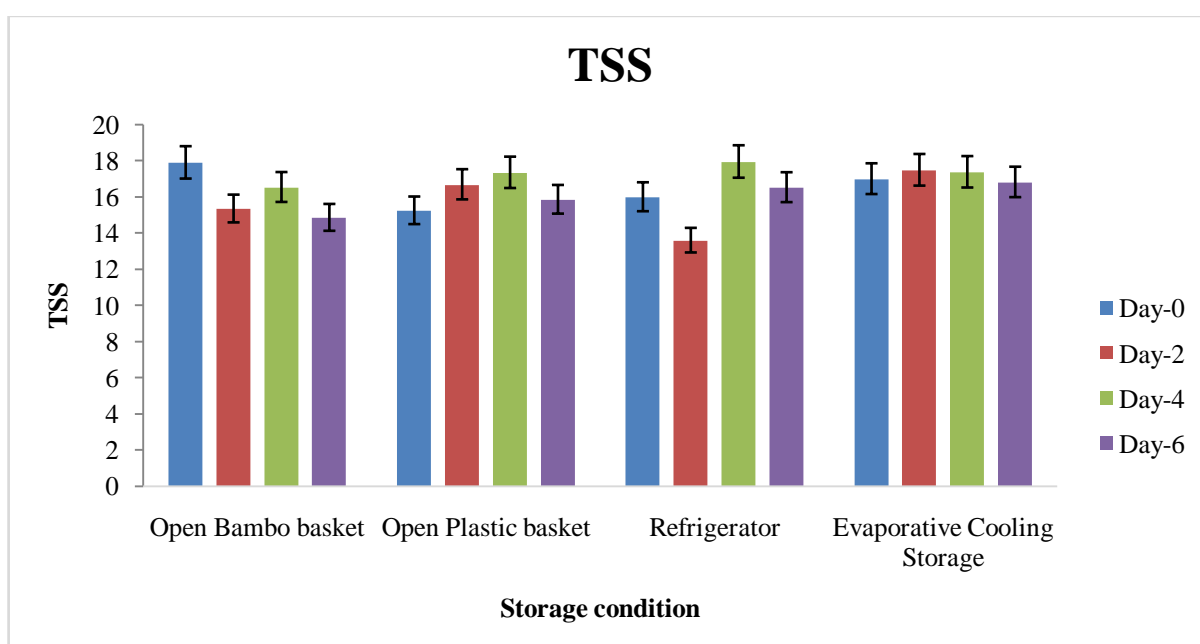 TSS
20
18
16
14
12
10
8
6
4
2
0
TSS
Open Bambo basket
Open Plastic basket
Refrigerator
Evaporative Cooling
Storage
Storage condition
Day-0
Day-2
Day-4
Day-6